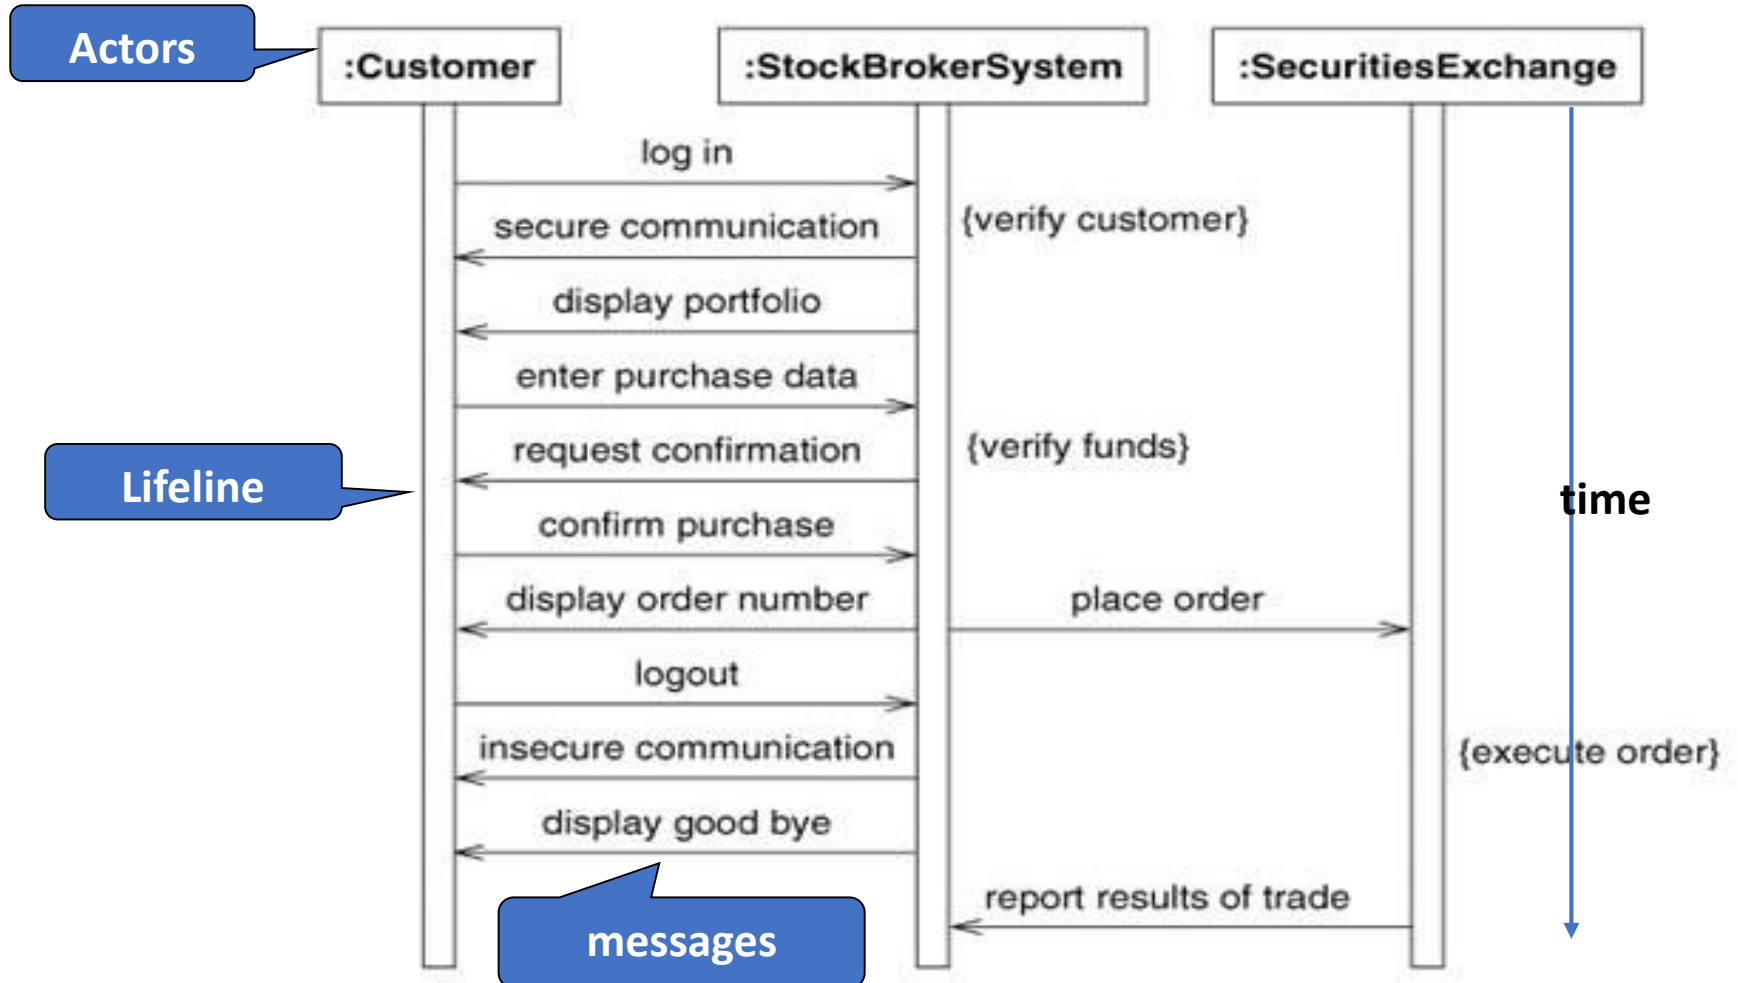 Actors
:Customer
:StockBrokerSystem
:SecuritiesExchange
log in
secure communication
{verify customer}
display portfolio
enter purchase data
request confirmation
{verify funds}
Lifeline
time
confirm purchase
display order number
place order
logout
insecure communication
{execute order}
display good bye
report results of trade
messages